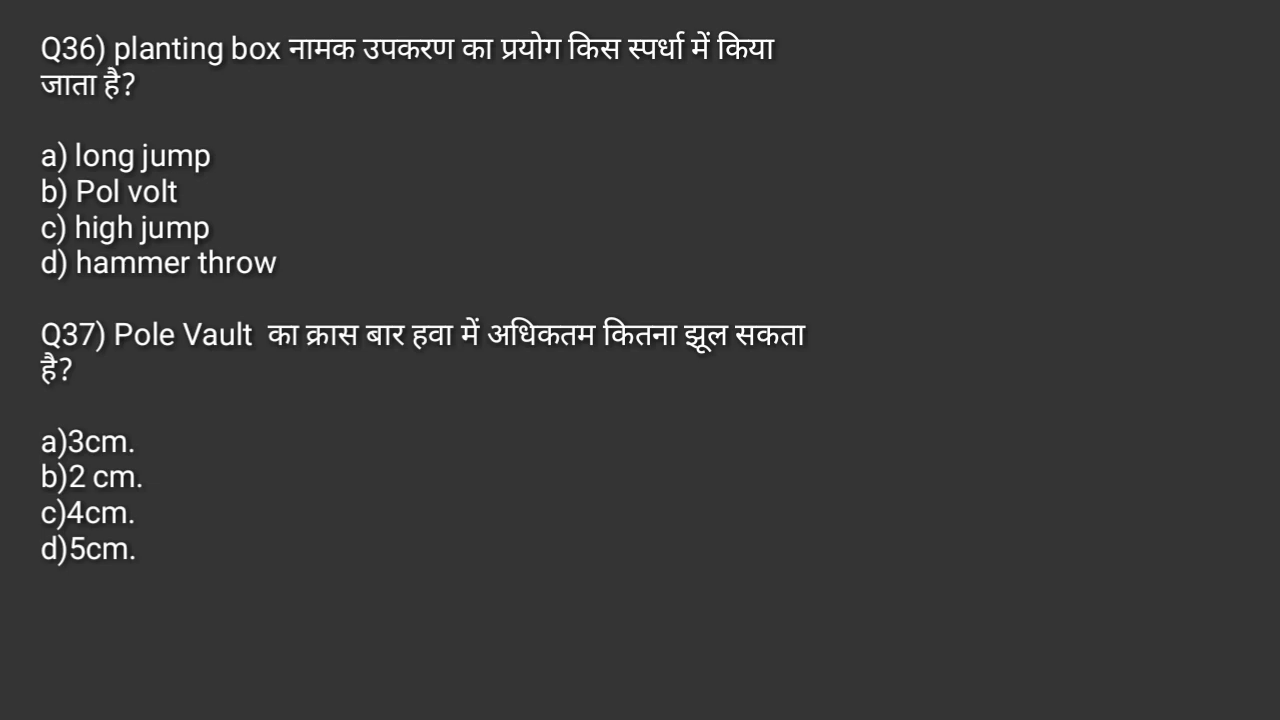 Q36) planting box नामक उपकरण का प्रयोग किस स्पर्धा में किया
जाता है?
a) long jump
b) Pol volt
c) high jump
d) hammer throw
Q37) Pole Vault का क्रास बार हवा में अधिकतम कितना झूल सकता
है?
a)3cm.
b)2 cm.
c)4cm.
d)5cm.